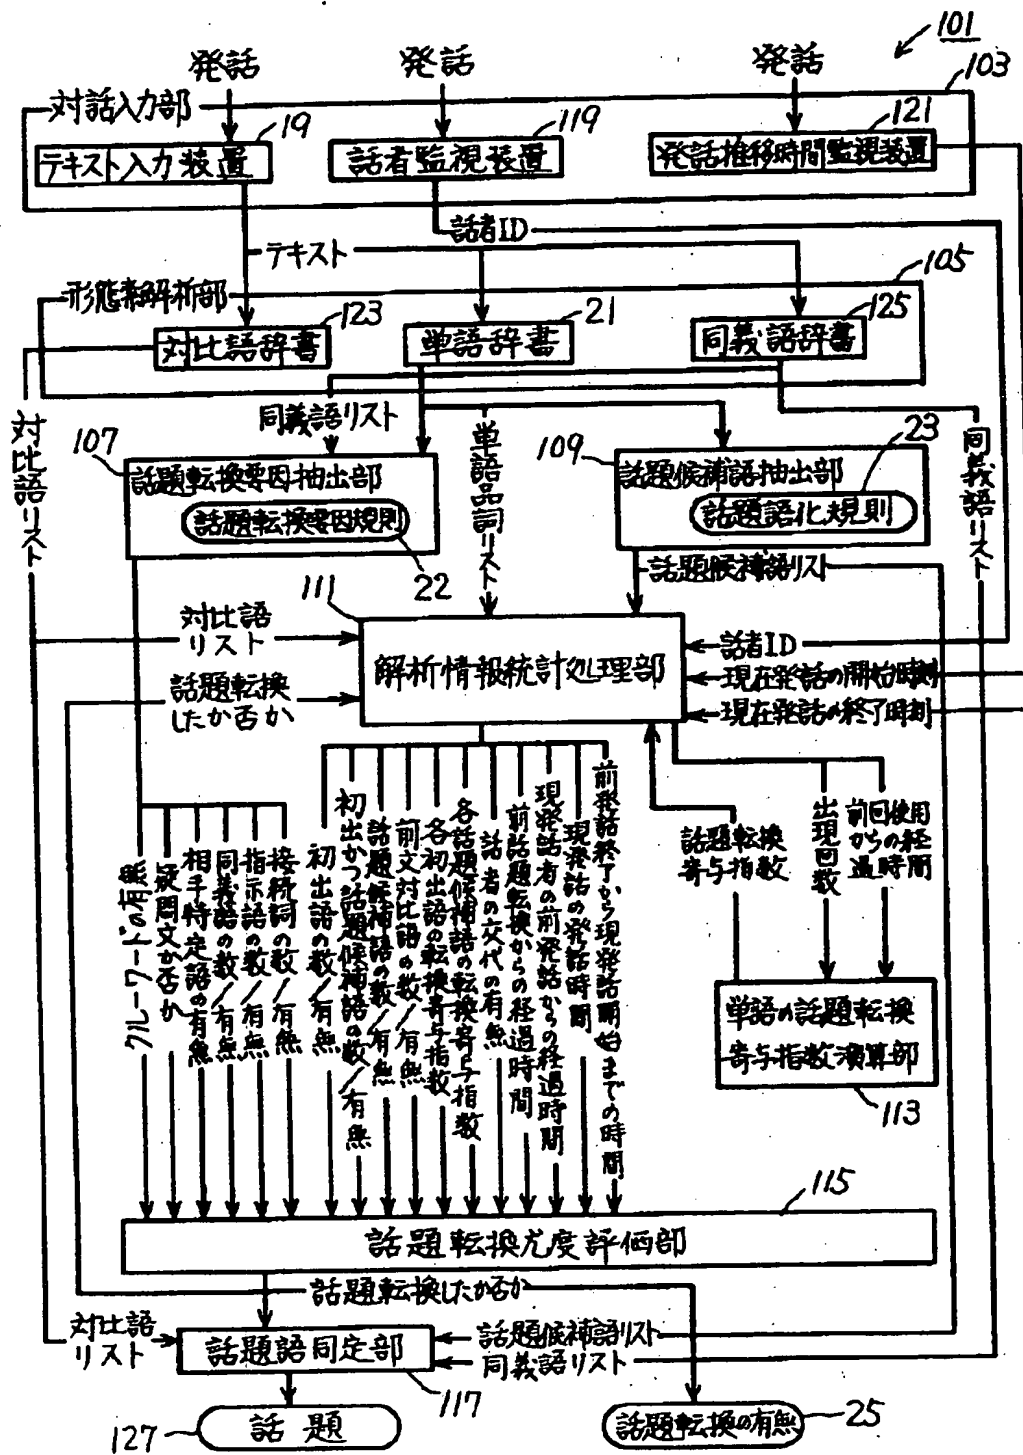 101
発話
発話
発話
103
対話入力部
19
119
121
テキスト入力装置
話者監視装置
発話推移時間監視装置
話者ID
テキスト
105
形態素解析部
123
21
125
対比語辞書
単語辞書
同義語辞書
対比語リスト
同義語リスト
単語品詞リスト
同義語リスト
107
109
23
話題転換要因抽出部
話題転換要因規則
22
話題候補語抽出部
話題語化規則
話題候補語リスト
111
対比語
リスト
話題転換
したか否か
解析情報統計処理部
話者ID
現在発話の開始時刻
現在発話の終了時刻
クルーワードの有無
疑問文か否か
相手特定語の有無
同義語の数/有無
指示語の数/有無
接続詞の数/有無
初出語の数/有無
初出かつ話題候補語の数/有無
話題候補語の数/有無
前文対比語の数/有無
各初出語の転換寄与指数
各話題候補語の転換寄与指数
話者の交代の有無
前話題転換からの経過時間
現発話者の前発話からの経過時間
現発話の発話時間
前発話終了から現発話開始までの時間
話題転換
寄与指数
出現回数
前回使用
からの経
過時間
単語の話題転換
寄与指数演算部
113
115
話題転換尤度評価部
話題転換したか否か
対比語
リスト
話題語同定部
話題候補語リスト
同義語リスト
117
127
話題
話題転換の有無
25